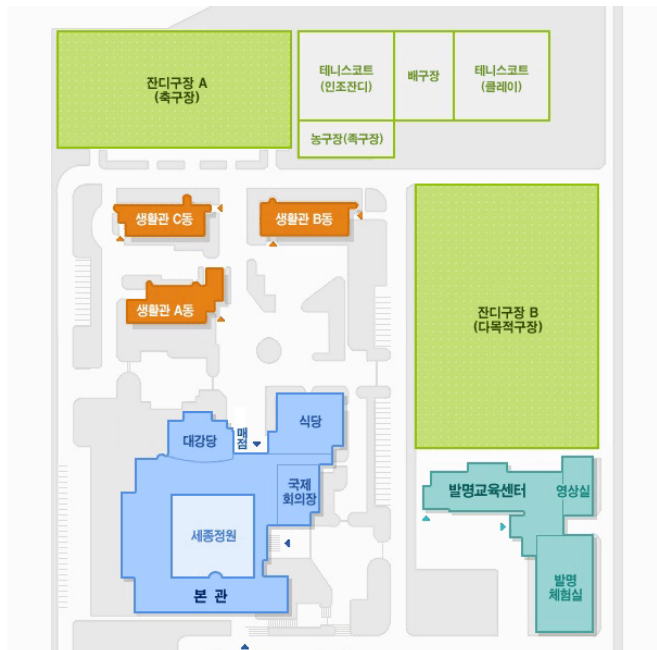 잔디구장 A
(축구장)
테니스코트
(인조잔디)
배구장
테니스코트
(클레이)
농구장(족구장)
생활관 C동
생활관 B동
생활관 A동
잔디구장 B
(다목적구장)
대강당
매
점
식당
국제
회의장
세종정원
본 관
발명교육센터
영상실
발명
체험실